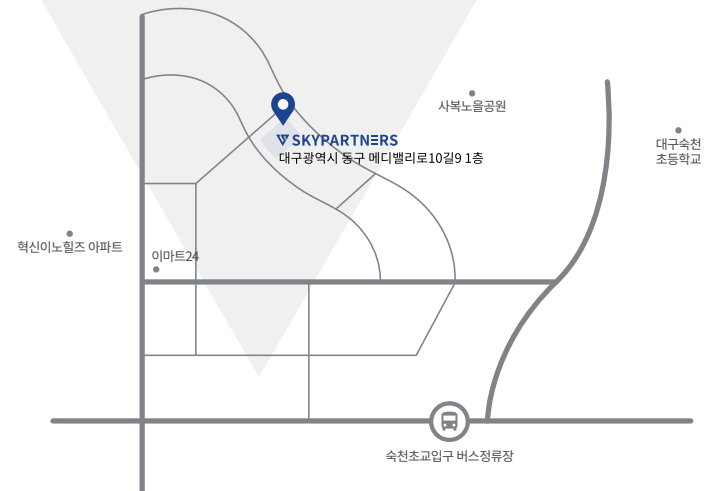 사복노을공원
SKYPARTNERS
대구광역시 동구 메디밸리로10길9 1층
대구숙천
초등학교
혁신이노힐즈 아파트
이마트24
숙천초교입구 버스정류장